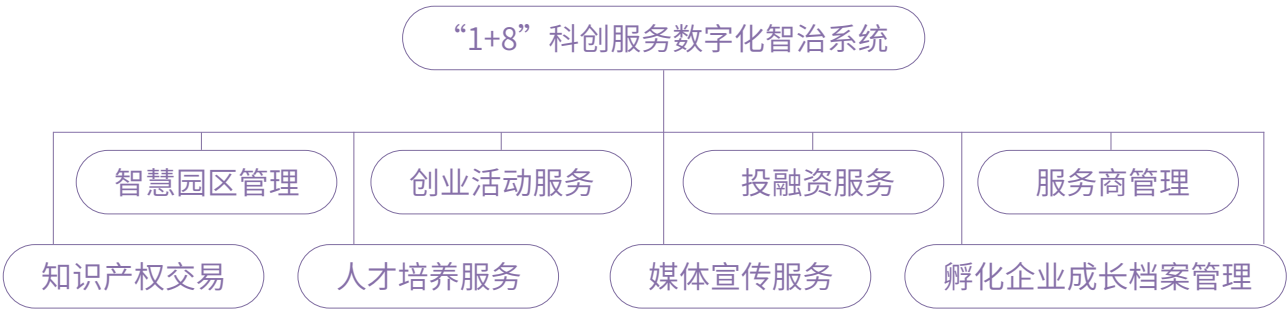 “1+8”科创服务数字化智治系统
智慧园区管理
创业活动服务
投融资服务
服务商管理
知识产权交易
人才培养服务
媒体宣传服务
孵化企业成长档案管理